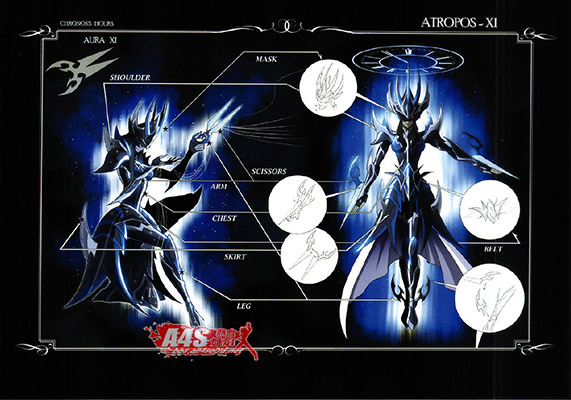 CHRONOSS HOURS
ATROPOS - XI
AURA XI
MASK
SHOULDER
SCISSORS
ARM
CHEST
SKIRT
BELT
LEG
A4S